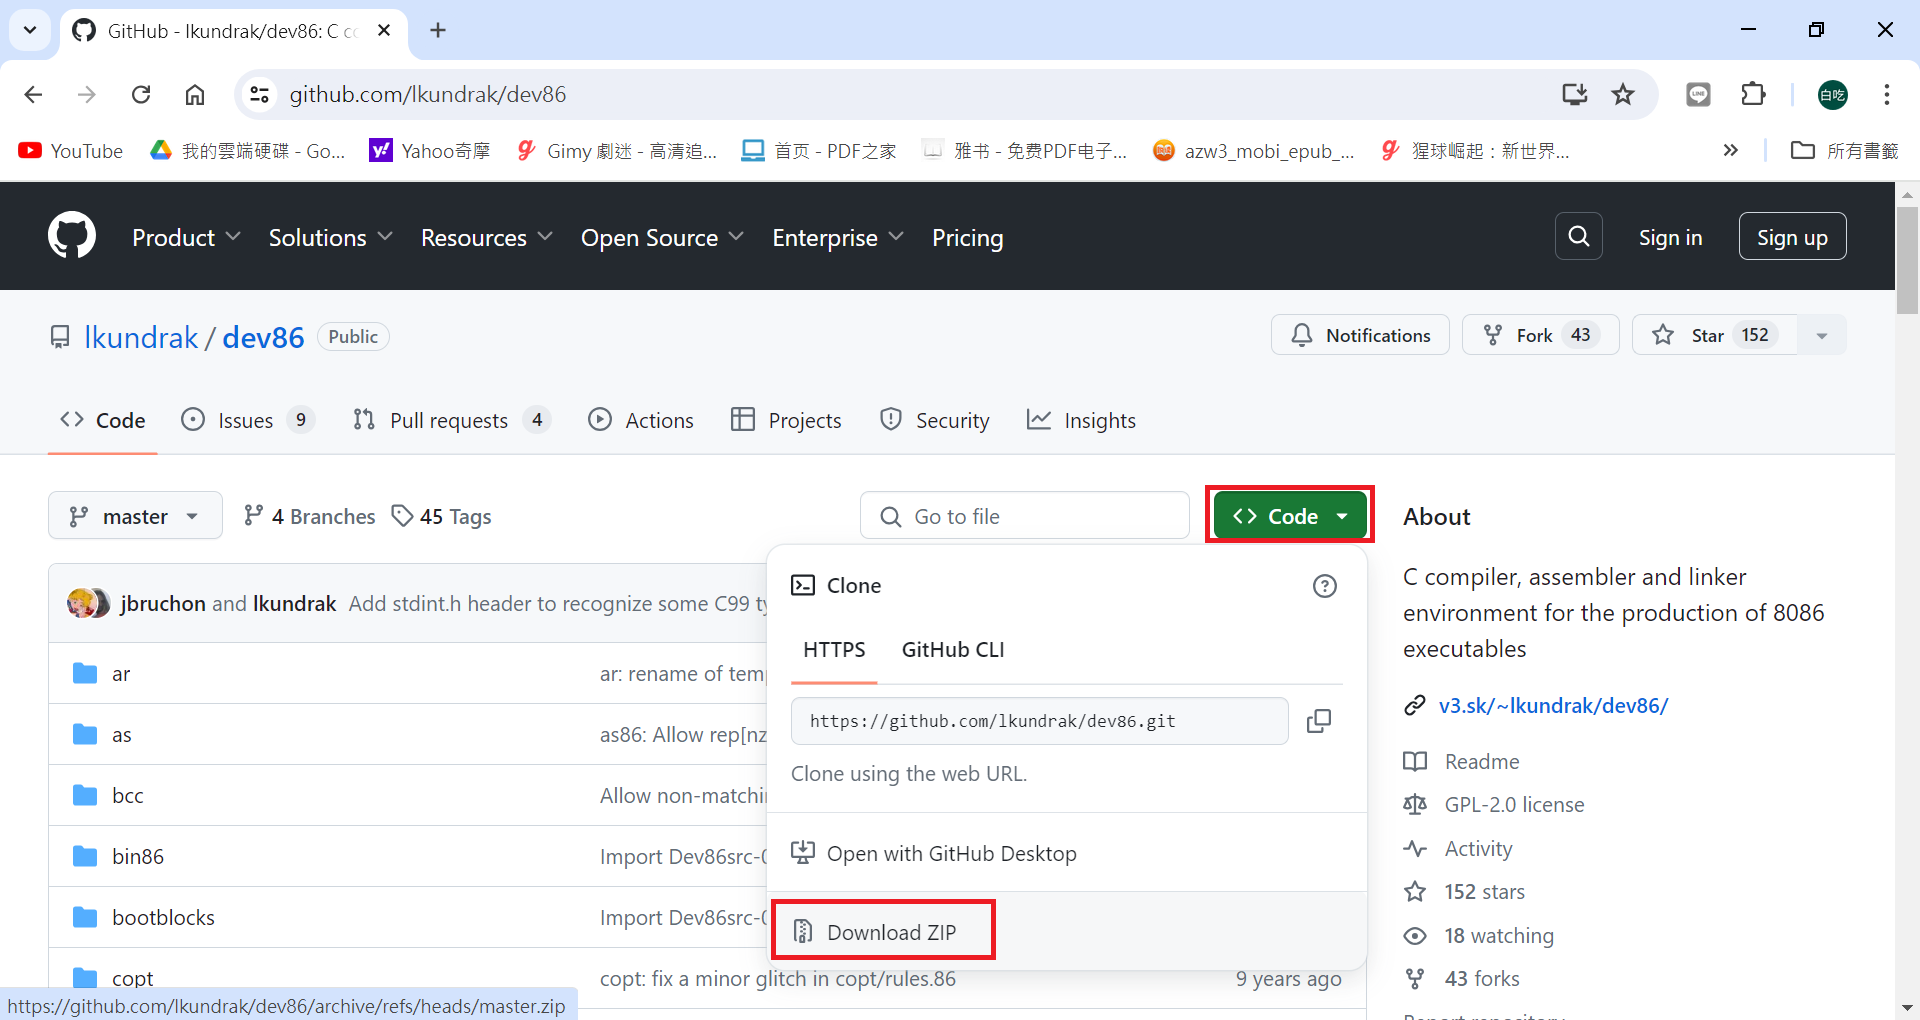 GitHub - lkundrak/dev86: C cc
github.com/lkundrak/dev86
白吃
YouTube
我的雲端硬碟 - Go...
Yahoo奇摩
Gimy 劇迷 - 高清追...
首页 - PDF之家
雅书 - 免费PDF电子...
azw3_mobi_epub_...
猩球崛起：新世界...
所有書籤
Product
Solutions
Resources
Open Source
Enterprise
Pricing
Sign in
Sign up
lkundrak / dev86
Public
Notifications
Fork 43
Star 152
Code
Issues 9
Pull requests 4
Actions
Projects
Security
Insights
master
4 Branches
45 Tags
Go to file
Code
jbruchon and lkundrak Add stdint.h header to recognize some C99 ty
ar
ar: rename of temp
as
as86: Allow rep[nz
bcc
Allow non-matchin
bin86
Import Dev86src-0
bootblocks
Import Dev86src-0
copt
copt: fix a minor glitch in copt/rules.86
9 years ago
Clone
HTTPS
GitHub CLI
https://github.com/lkundrak/dev86.git
Clone using the web URL.
Open with GitHub Desktop
Download ZIP
About
C compiler, assembler and linker
environment for the production of 8086
executables
v3.sk/~lkundrak/dev86/
Readme
GPL-2.0 license
Activity
152 stars
18 watching
43 forks
Report repository
https://github.com/lkundrak/dev86/archive/refs/heads/master.zip